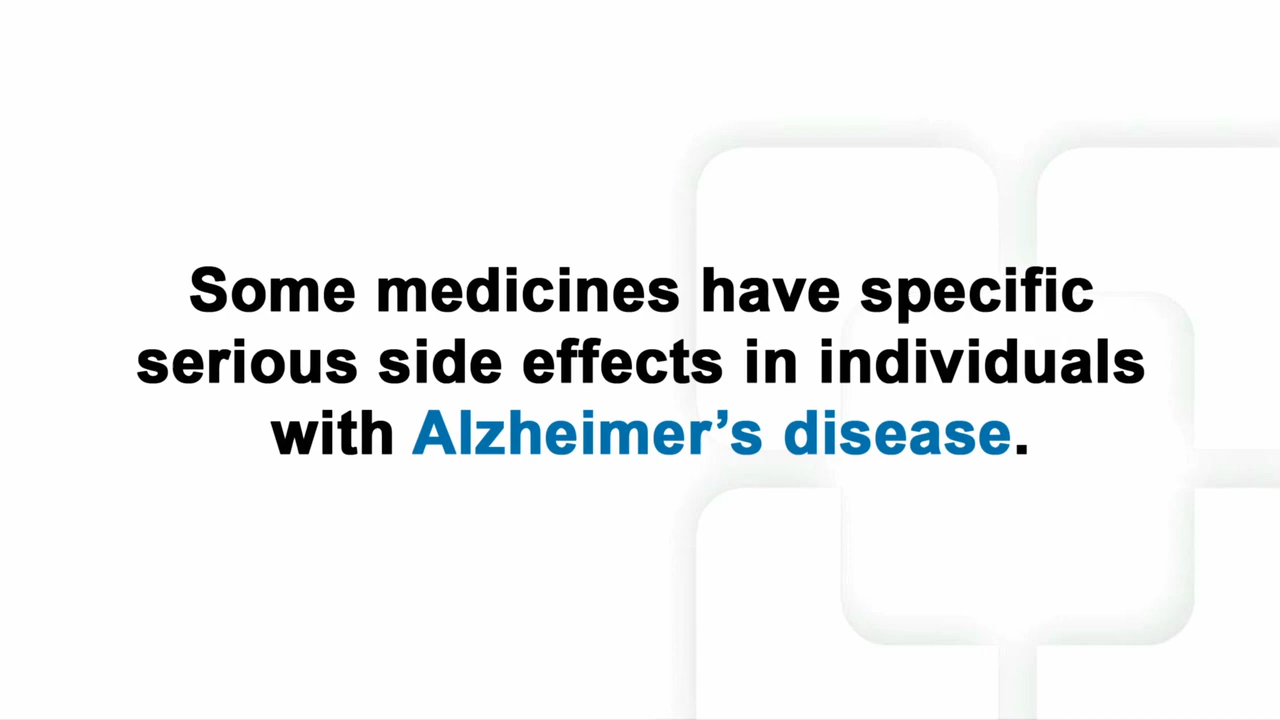 Some medicines have specific
serious side effects in individuals
with Alzheimer’s disease.